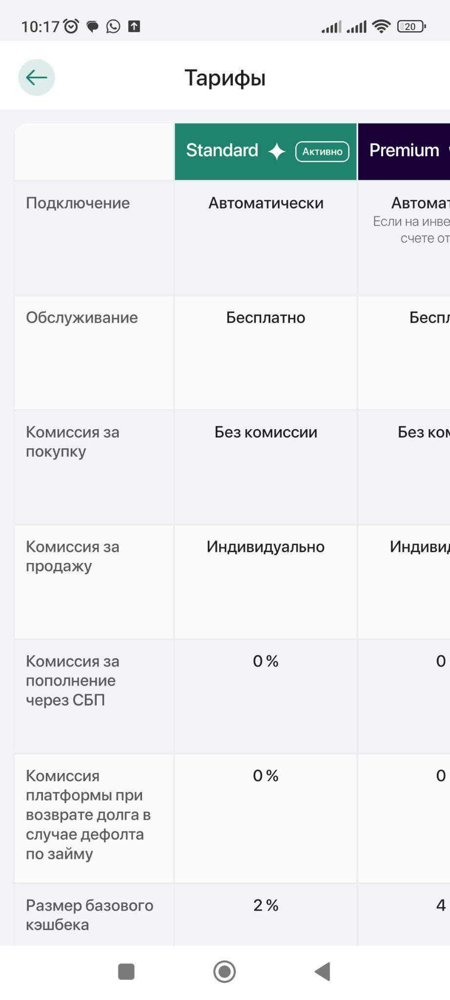 10:17
20
Тарифы
Standard Активно Premium
Подключение Автоматически Автомат
Если на инве
счете от
Обслуживание Бесплатно Беспл
Комиссия за Без комиссии Без ком
покупку
Комиссия за Индивидуально Индивид
продажу
Комиссия за 0 % 0
пополнение
через СБП
Комиссия 0 % 0
платформы при
возврате долга в
случае дефолта
по займу
Размер базового 2 % 4
кэшбека